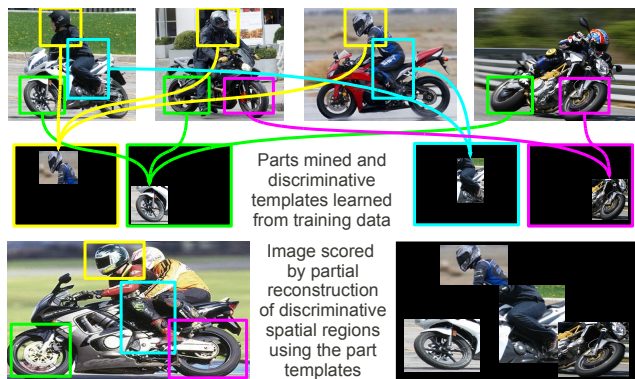 Parts mined and
discriminative
templates learned
from training data
Image scored
by partial
reconstruction
of discriminative
spatial regions
using the part
templates